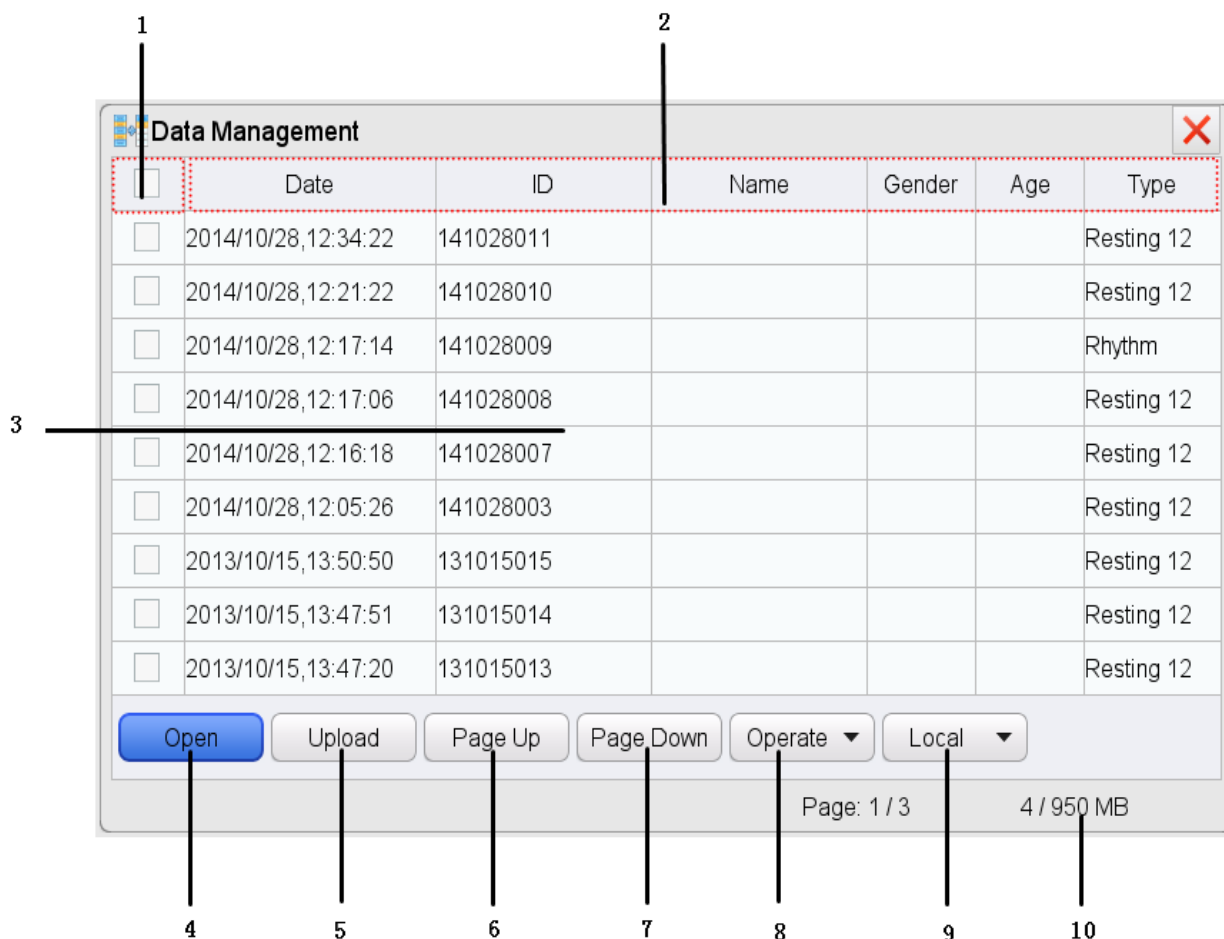 1 2
Data Management
Date ID Name Gender Age Type
2014/10/28,12:34:22 141028011 Resting 12
2014/10/28,12:21:22 141028010 Resting 12
2014/10/28,12:17:14 141028009 Rhythm
2014/10/28,12:17:06 141028008 Resting 12
3
2014/10/28,12:16:18 141028007 Resting 12
2014/10/28,12:05:26 141028003 Resting 12
2013/10/15,13:50:50 131015015 Resting 12
2013/10/15,13:47:51 131015014 Resting 12
2013/10/15,13:47:20 131015013 Resting 12
Open Upload Page Up Page Down Operate Local
Page: 1 / 3 4 / 950 MB
4 5 6 7 8 9 10